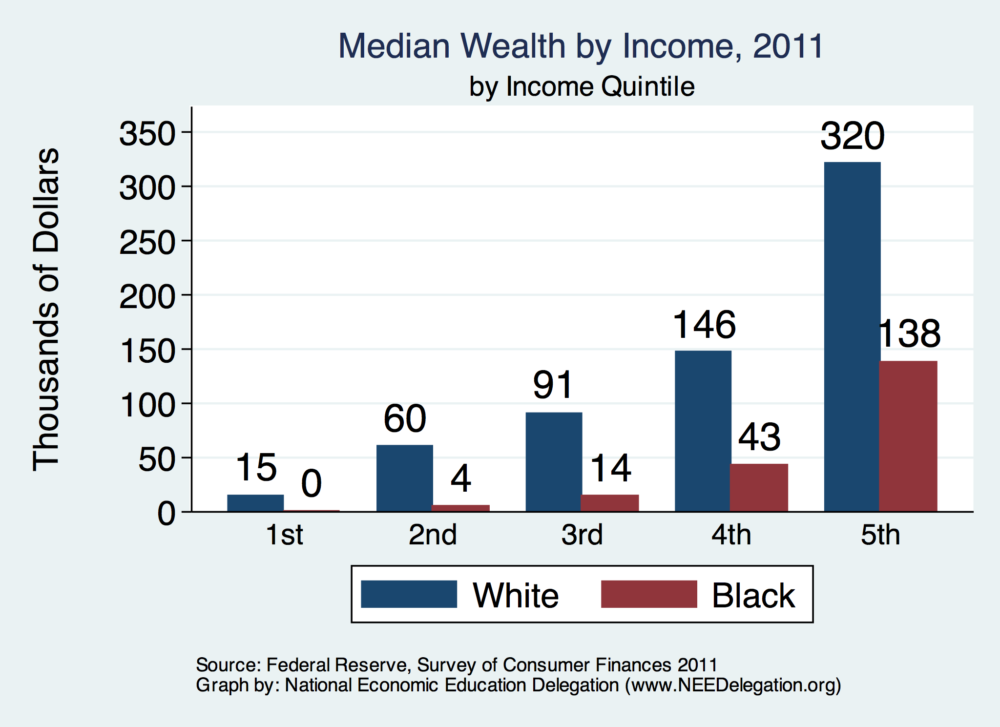 Median Wealth by Income, 2011
by Income Quintile
Thousands of Dollars
350
300
250
200
150
100
50
0
15
0
60
4
91
14
146
43
320
138
1st
2nd
3rd
4th
5th
White
Black
Source: Federal Reserve, Survey of Consumer Finances 2011
Graph by: National Economic Education Delegation (www.NEEDelegation.org)